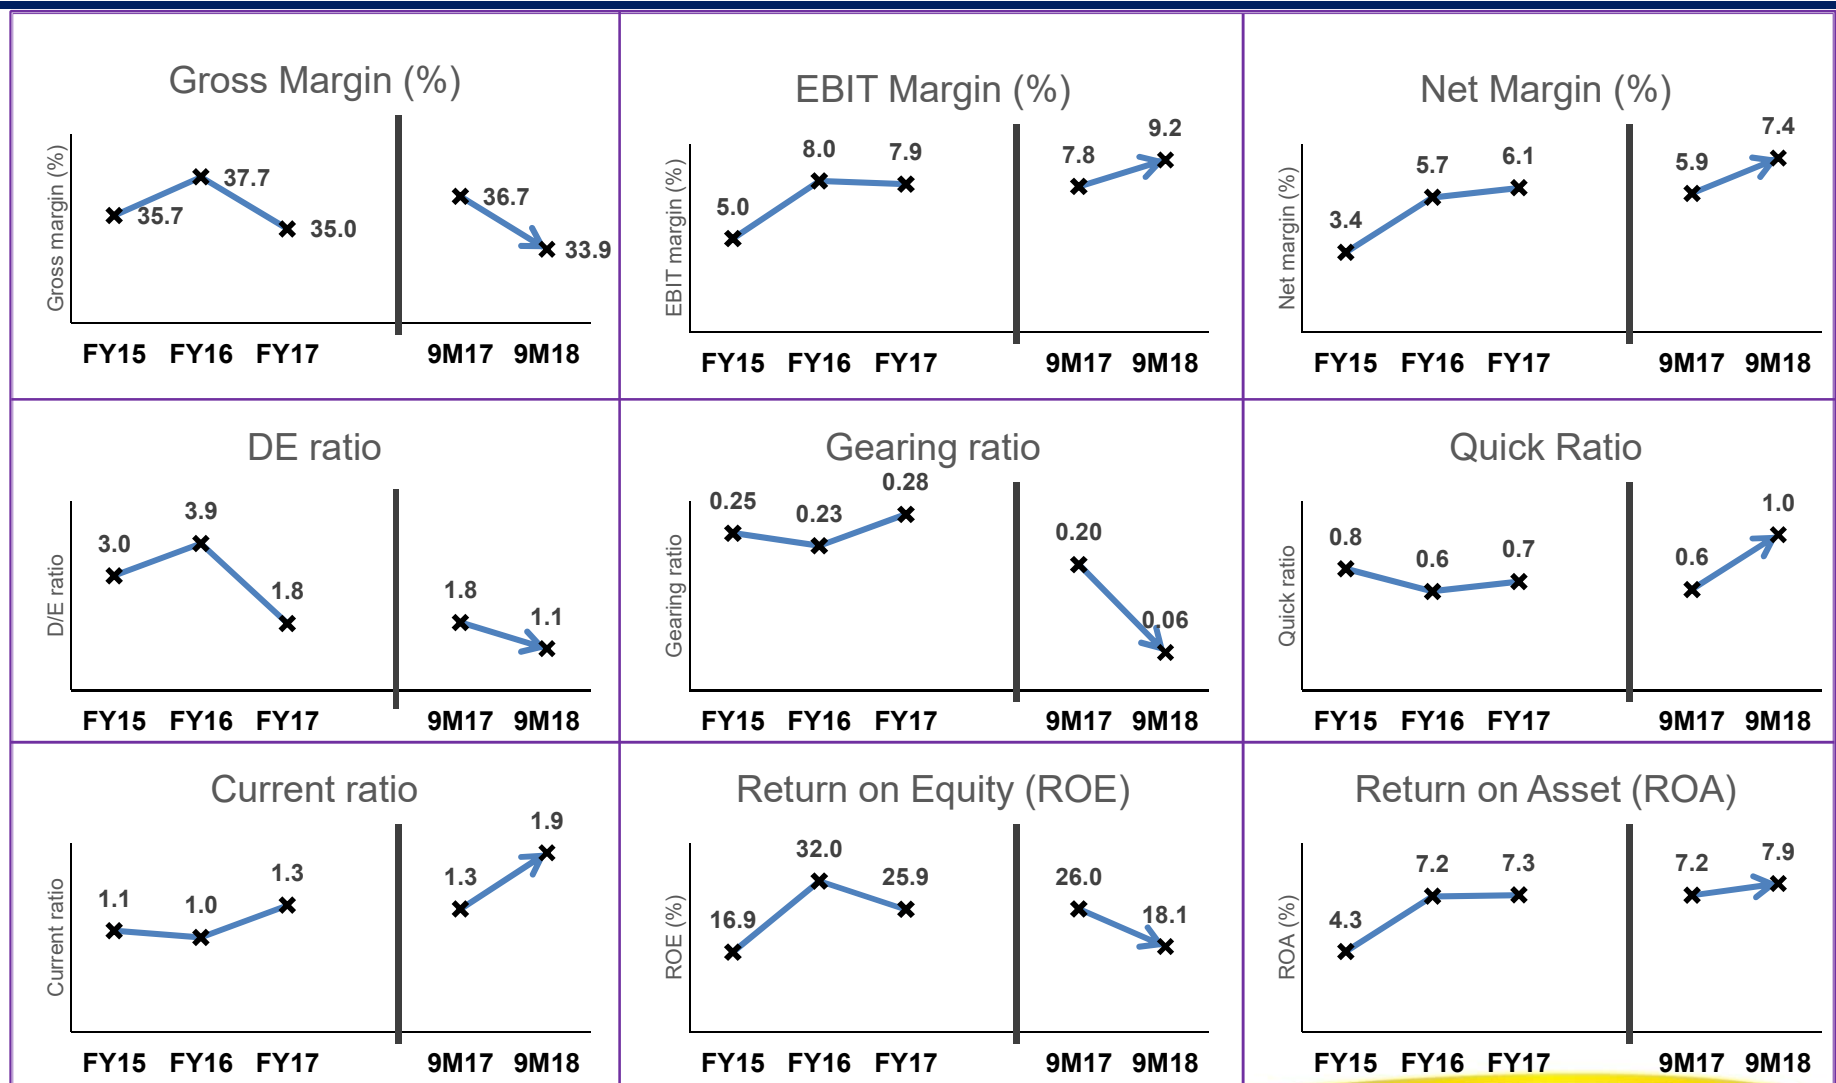 Gross Margin (%)
Gross margin (%)
35.7
37.7
35.0
36.7
33.9
FY15 FY16 FY17 9M17 9M18
EBIT Margin (%)
EBIT margin (%)
5.0
8.0
7.9
7.8
9.2
FY15 FY16 FY17 9M17 9M18
Net Margin (%)
Net margin (%)
3.4
5.7
6.1
5.9
7.4
FY15 FY16 FY17 9M17 9M18
DE ratio
D/E ratio
3.0
3.9
1.8
1.8
1.1
FY15 FY16 FY17 9M17 9M18
Gearing ratio
Gearing ratio
0.25
0.23
0.28
0.20
0.06
FY15 FY16 FY17 9M17 9M18
Quick Ratio
Quick ratio
0.8
0.6
0.7
0.6
1.0
FY15 FY16 FY17 9M17 9M18
Current ratio
Current ratio
1.1
1.0
1.3
1.3
1.9
FY15 FY16 FY17 9M17 9M18
Return on Equity (ROE)
ROE (%)
16.9
32.0
25.9
26.0
18.1
FY15 FY16 FY17 9M17 9M18
Return on Asset (ROA)
ROA (%)
4.3
7.2
7.3
7.2
7.9
FY15 FY16 FY17 9M17 9M18